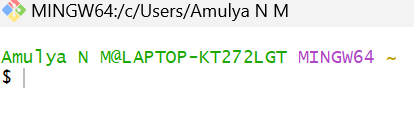 MINGW64:/c/Users/Amulya N M
Amulya N M@LAPTOP-KT272LGT MINGW64 ~
$